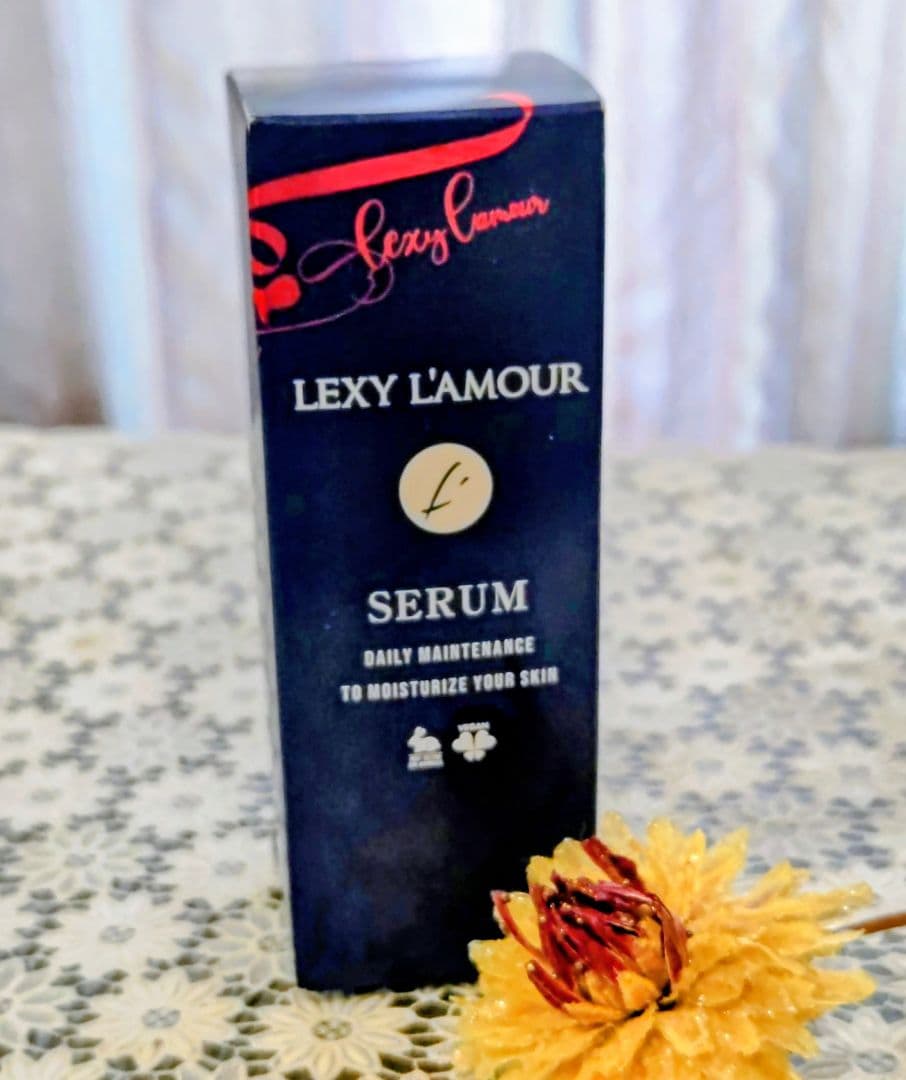 lexy l'amour
LEXY L'AMOUR
L'
SERUM
DAILY MAINTENANCE
TO MOISTURIZE YOUR SKIN
VEGAN